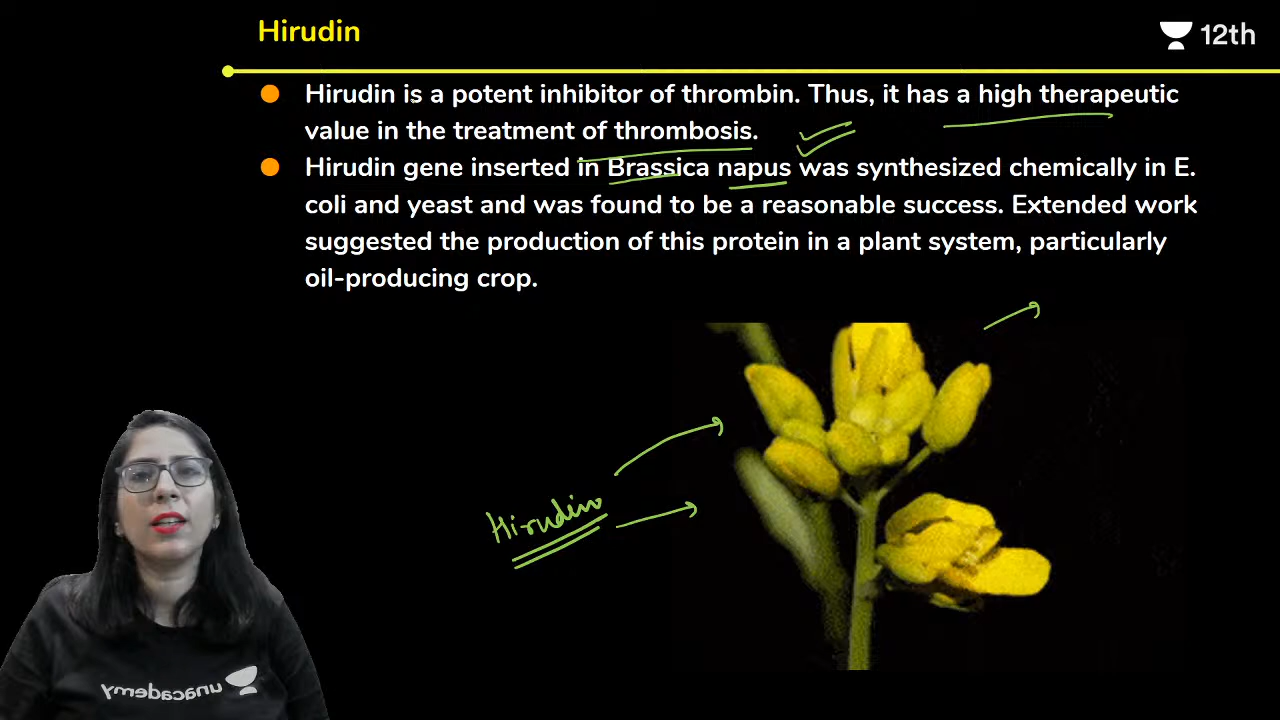 Hirudin
12th
Hirudin is a potent inhibitor of thrombin. Thus, it has a high therapeutic
value in the treatment of thrombosis.
Hirudin gene inserted in Brassica napus was synthesized chemically in E.
coli and yeast and was found to be a reasonable success. Extended work
suggested the production of this protein in a plant system, particularly
oil-producing crop.
Hirudin
unacademy